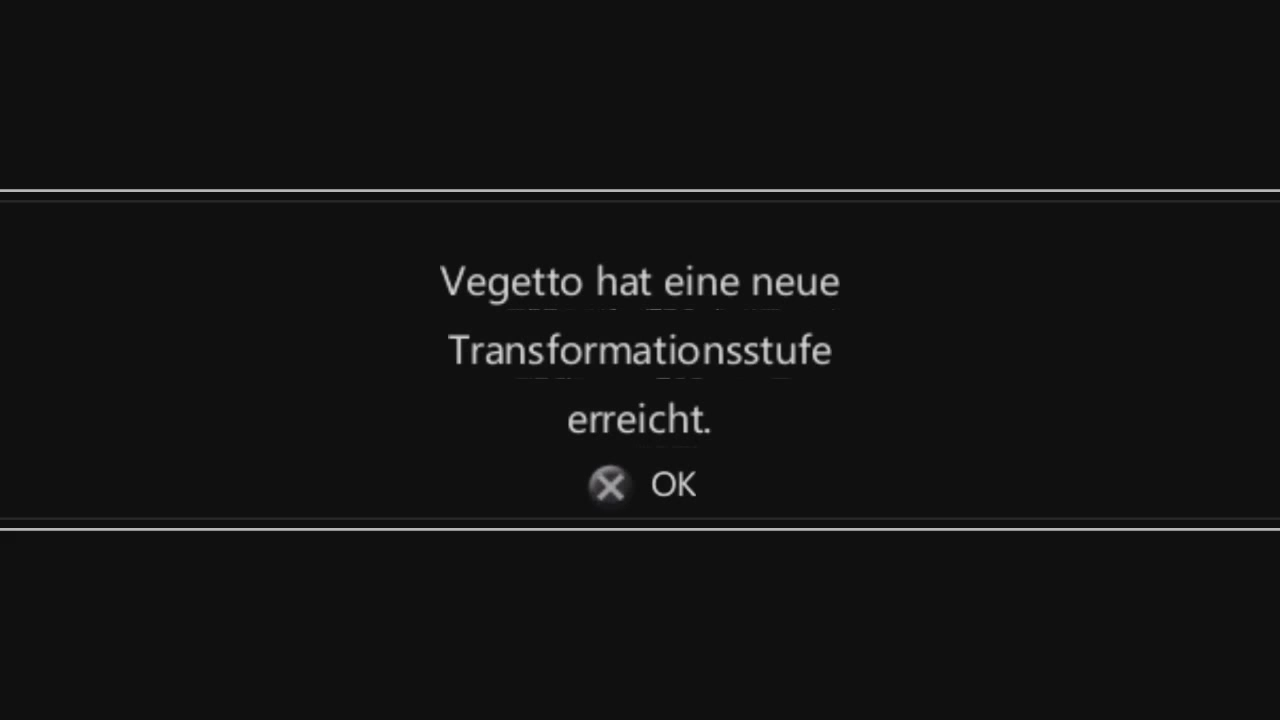 Vegetto hat eine neue
Transformationsstufe
erreicht.
OK